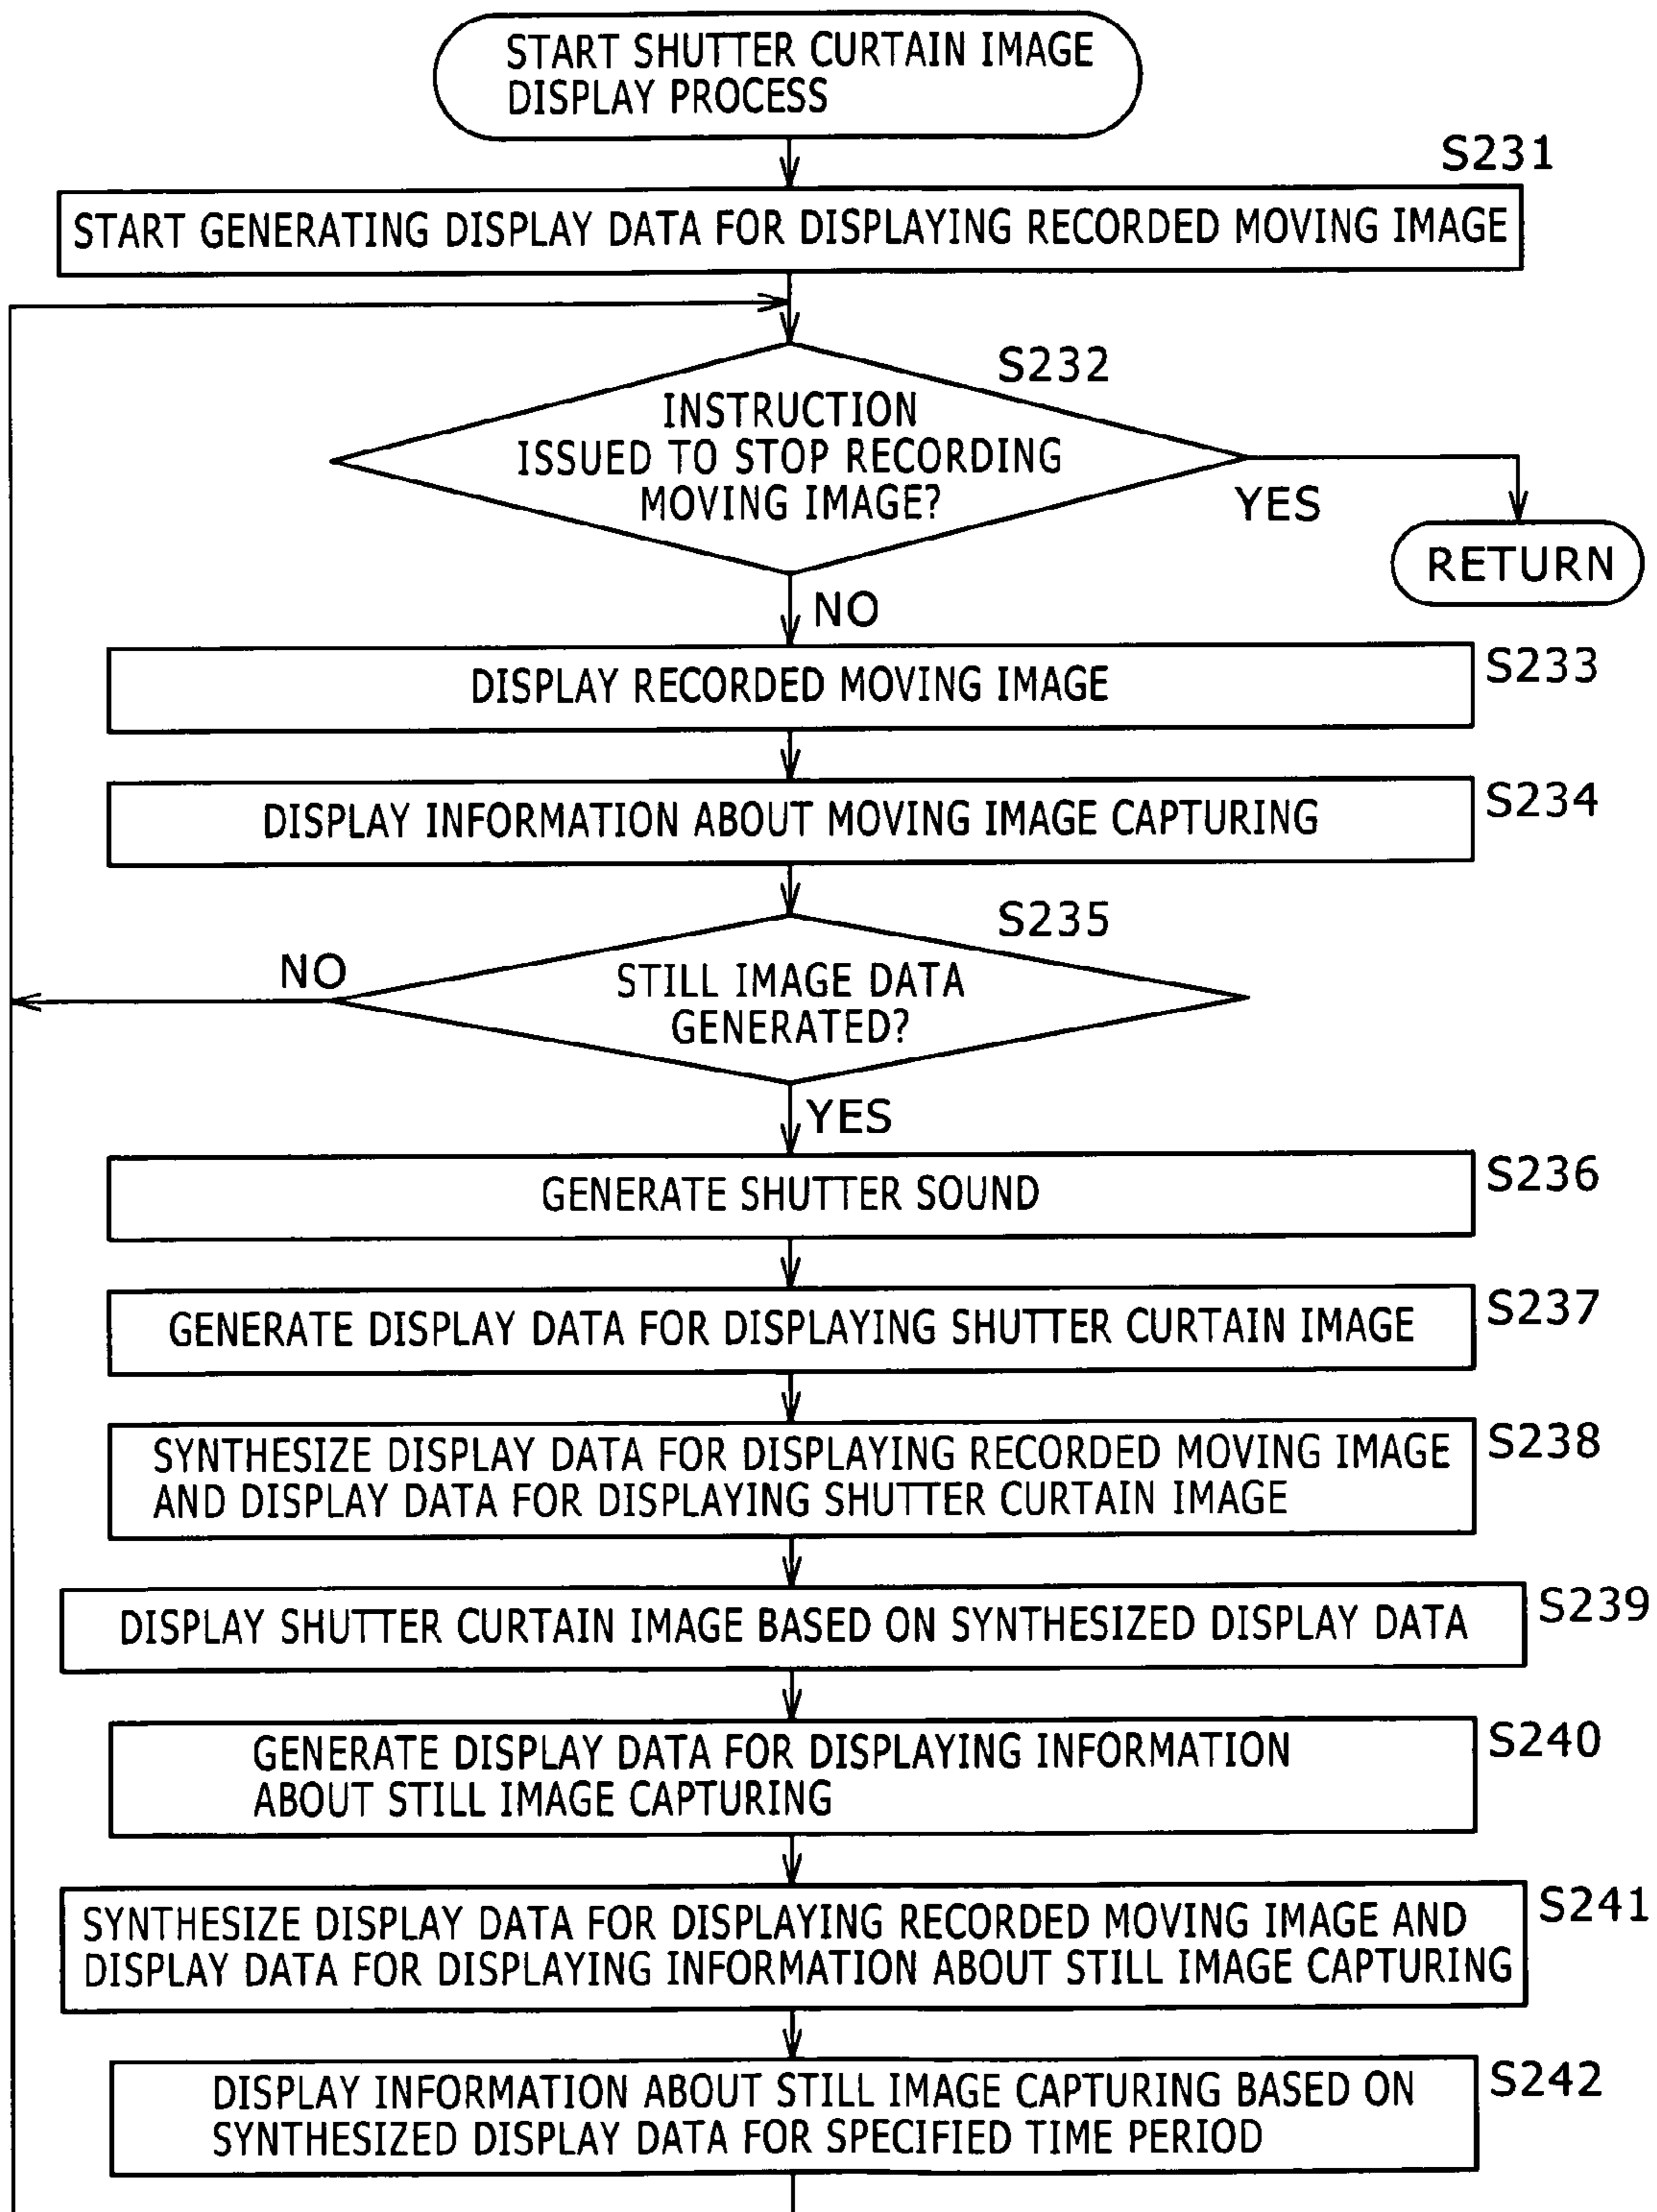 START SHUTTER CURTAIN IMAGE
DISPLAY PROCESS
S231
START GENERATING DISPLAY DATA FOR DISPLAYING RECORDED MOVING IMAGE
S232
INSTRUCTION
ISSUED TO STOP RECORDING
MOVING IMAGE?
YES
RETURN
NO
DISPLAY RECORDED MOVING IMAGE
S233
DISPLAY INFORMATION ABOUT MOVING IMAGE CAPTURING
S234
S235
NO
STILL IMAGE DATA
GENERATED?
YES
GENERATE SHUTTER SOUND
S236
GENERATE DISPLAY DATA FOR DISPLAYING SHUTTER CURTAIN IMAGE
S237
SYNTHESIZE DISPLAY DATA FOR DISPLAYING RECORDED MOVING IMAGE
AND DISPLAY DATA FOR DISPLAYING SHUTTER CURTAIN IMAGE
S238
DISPLAY SHUTTER CURTAIN IMAGE BASED ON SYNTHESIZED DISPLAY DATA
S239
GENERATE DISPLAY DATA FOR DISPLAYING INFORMATION
ABOUT STILL IMAGE CAPTURING
S240
SYNTHESIZE DISPLAY DATA FOR DISPLAYING RECORDED MOVING IMAGE AND
DISPLAY DATA FOR DISPLAYING INFORMATION ABOUT STILL IMAGE CAPTURING
S241
DISPLAY INFORMATION ABOUT STILL IMAGE CAPTURING BASED ON
SYNTHESIZED DISPLAY DATA FOR SPECIFIED TIME PERIOD
S242